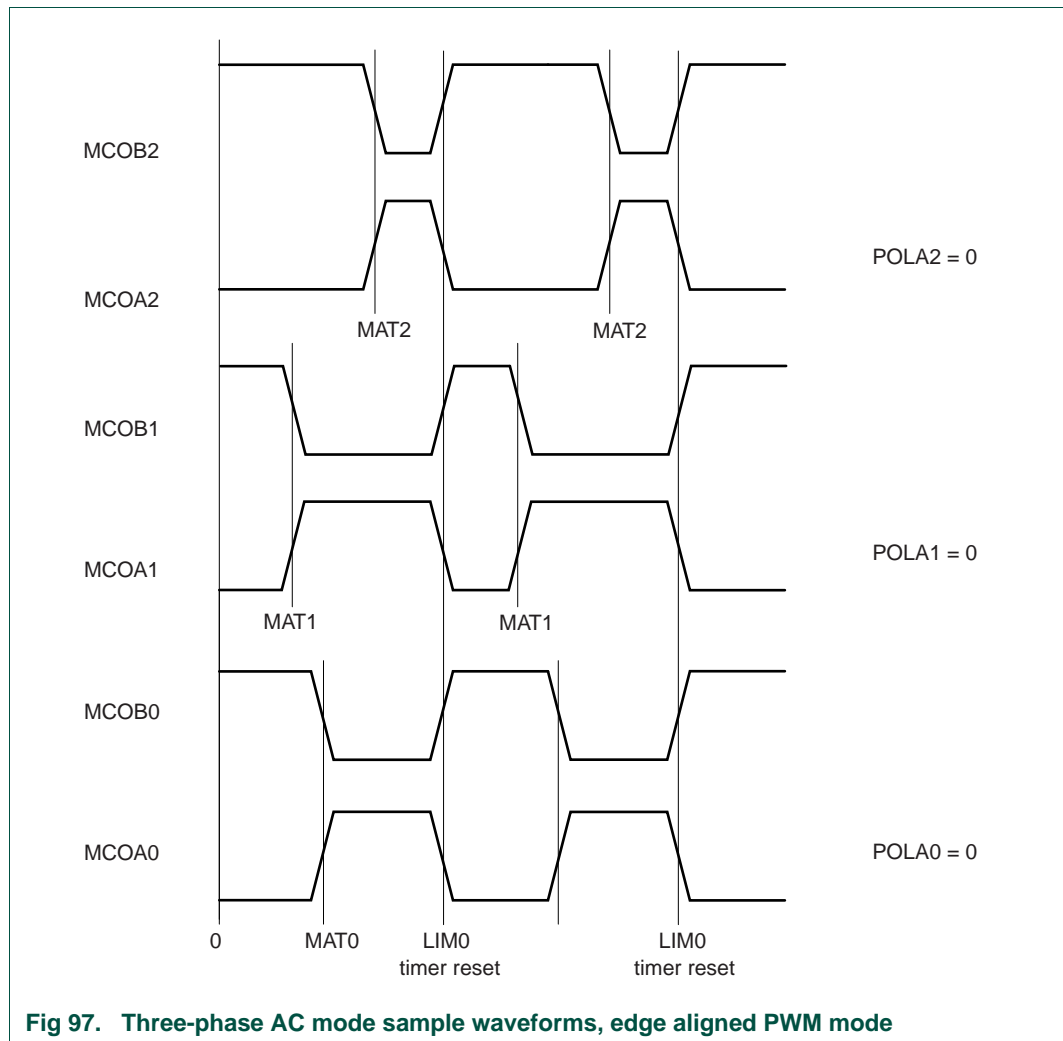 MCOB2
POLA2 = 0
MCOA2
MAT2 MAT2
MCOB1
POLA1 = 0
MCOA1
MAT1 MAT1
MCOB0
MCOA0 POLA0 = 0
0 MAT0 LIM0 LIM0
timer reset timer reset
Fig 97. Three-phase AC mode sample waveforms, edge aligned PWM mode